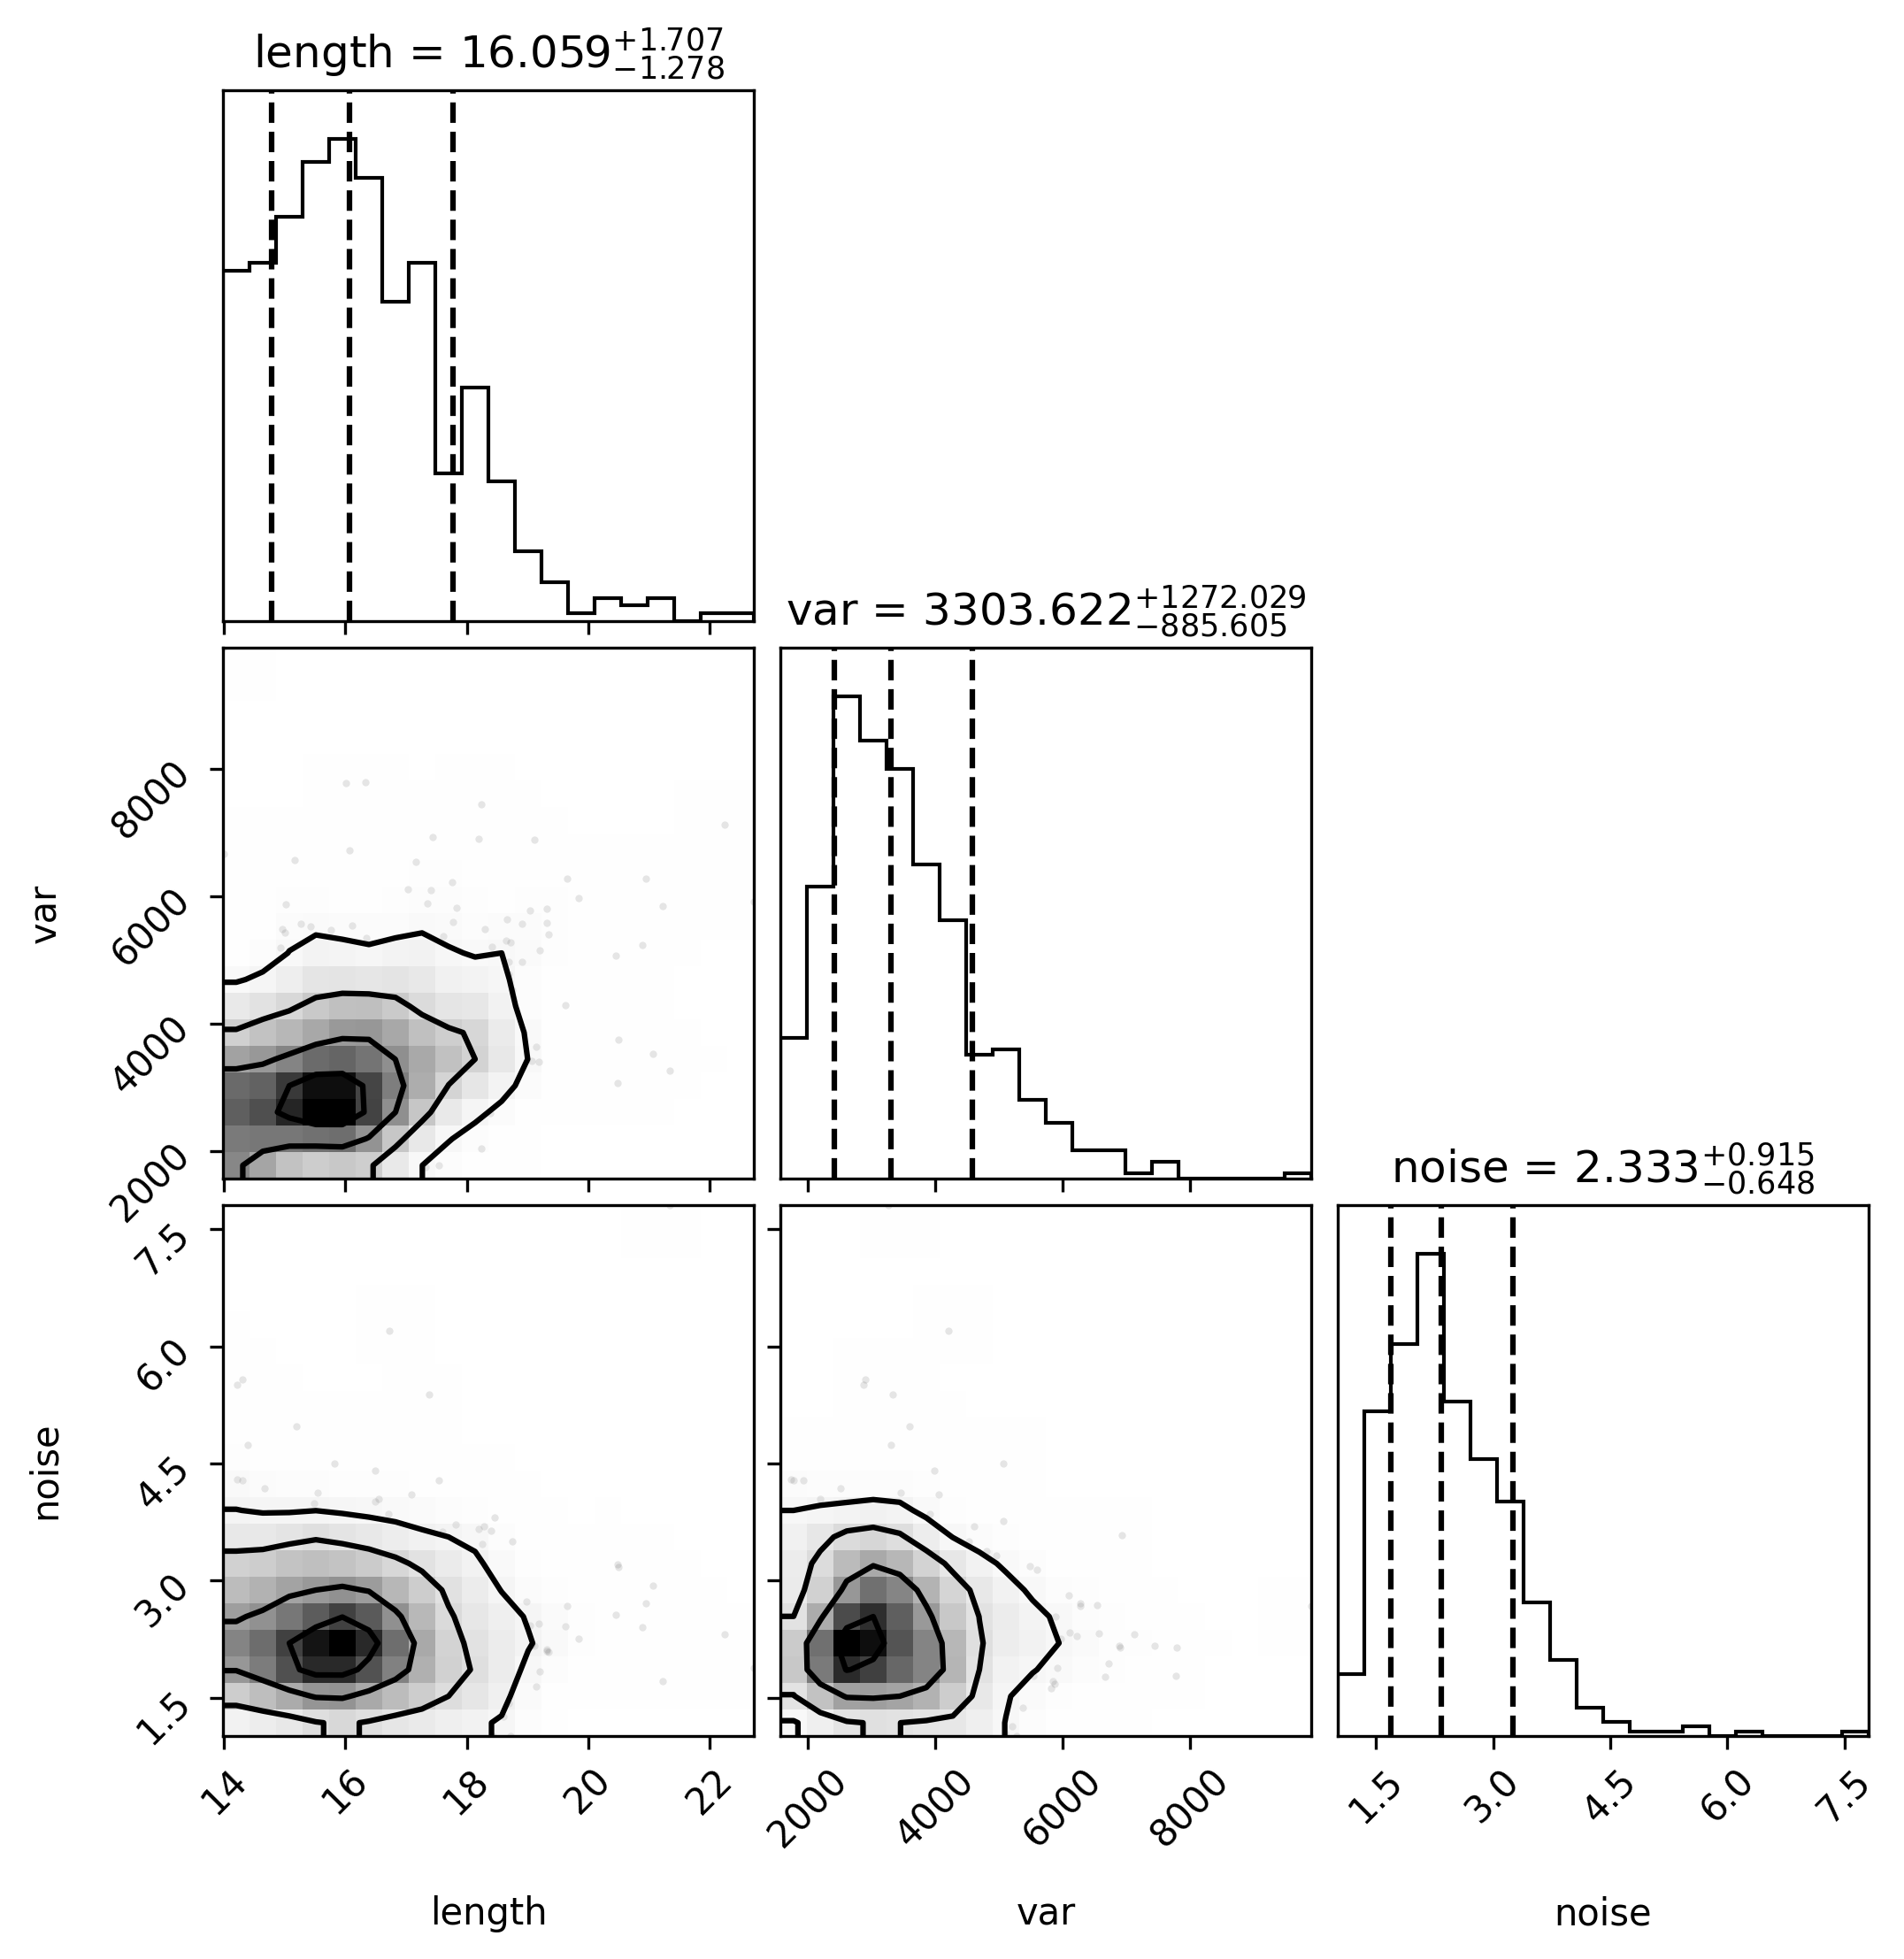 length = 16.059 +1.707 −1.278
var = 3303.622 +1272.029 −885.605
8000
6000
4000
2000
var
noise = 2.333 +0.915 −0.648
7.5
6.0
4.5
3.0
1.5
noise
14 16 18 20 22
2000 4000 6000 8000
1.5 3.0 4.5 6.0 7.5
length var noise